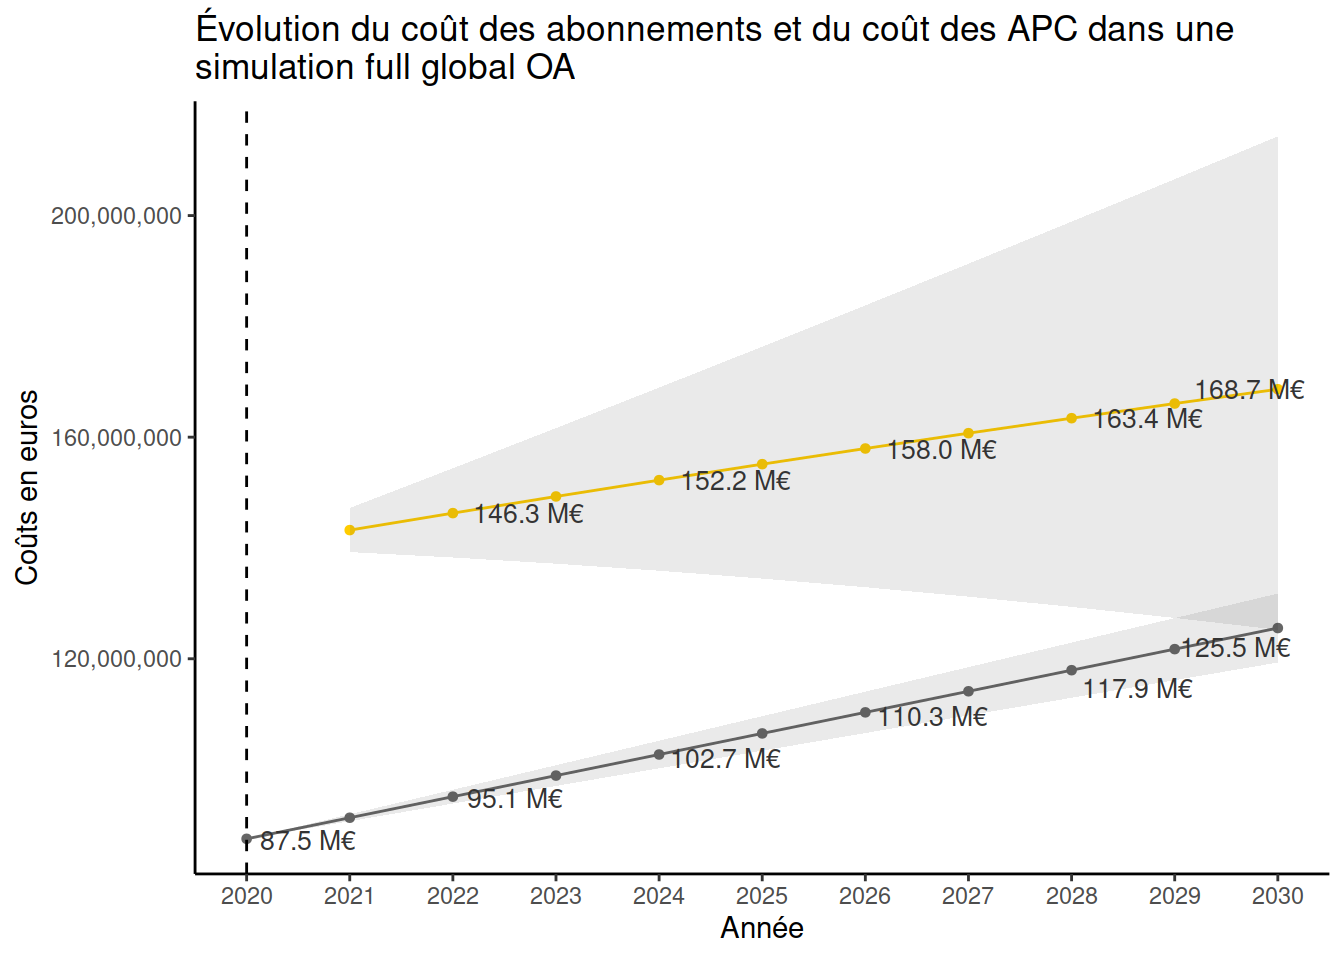 Évolution du coût des abonnements et du coût des APC dans une
simulation full global OA
Coûts en euros
200,000,000
160,000,000
120,000,000
168.7 M€
163.4 M€
158.0 M€
152.2 M€
146.3 M€
125.5 M€
117.9 M€
110.3 M€
102.7 M€
95.1 M€
87.5 M€
2020 2021 2022 2023 2024 2025 2026 2027 2028 2029 2030
Année